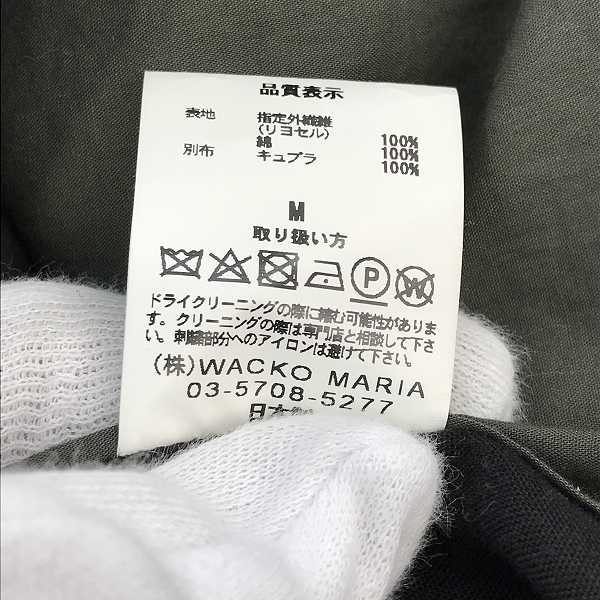 品質表示
表地 指定外繊維
(リヨセル) 100%
綿 100%
別布 キュプラ 100%
M
取り扱い方
P W
ドライクリーニングの際に縮む可能性がありま
す。クリーニングの際は専門店と相談して下さ
い。刺繍部分へのアイロンは避けて下さい。
(株)WACKO MARIA
03-5708-5277
日本